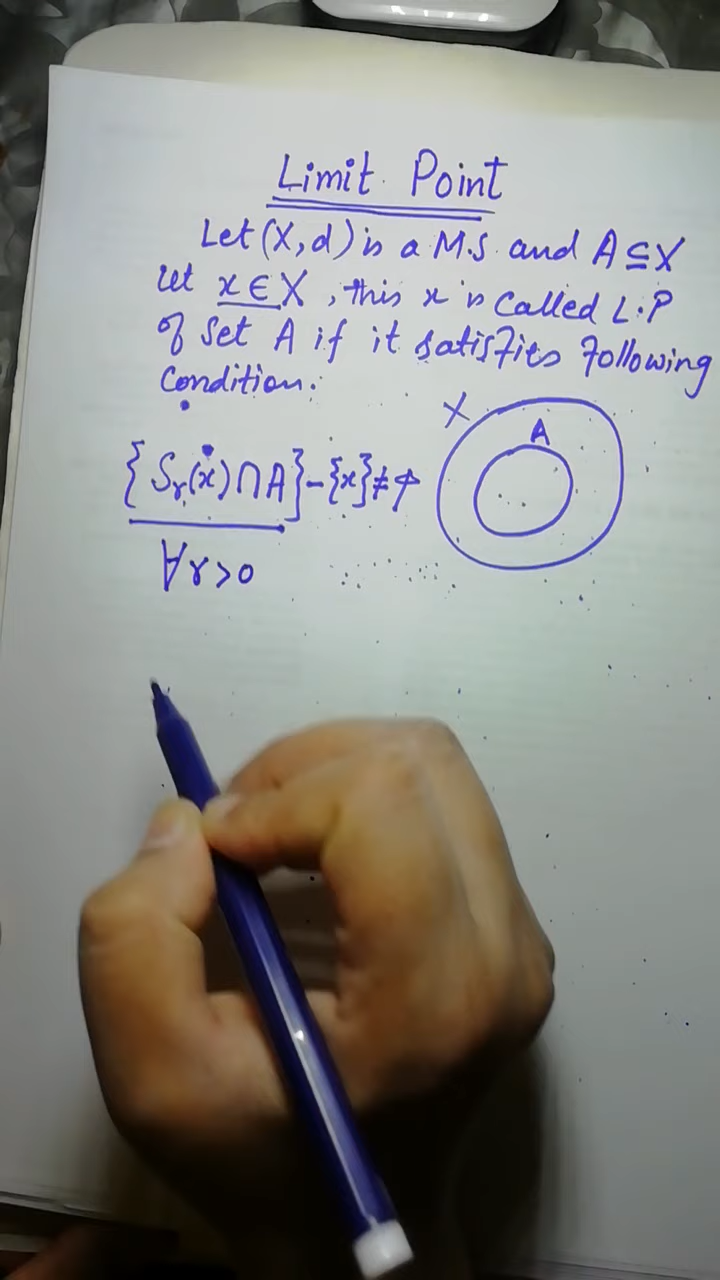 Limit Point
Let (X,d) is a M.S and A ⊆ X
let x ∈ X , this x is Called L.P
of Set A if it satisfies following
Condition.
{ Sᵣ(x) ∩ A } - {x} ≠ ϕ
∀ r > 0
X
A